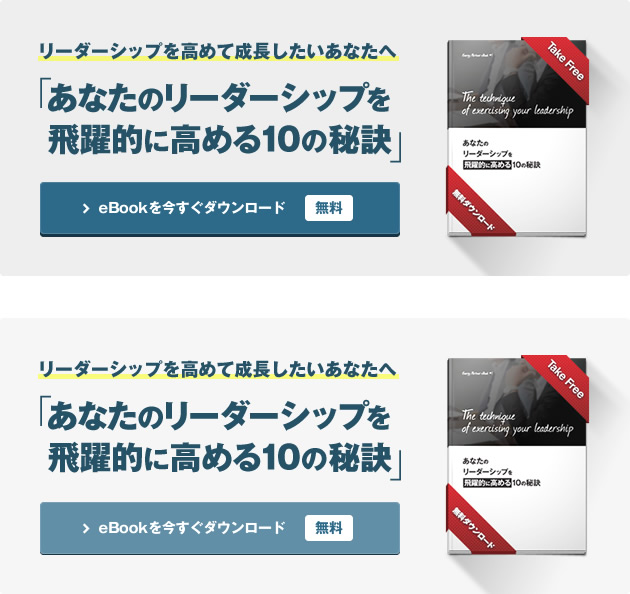 リーダーシップを高めて成長したいあなたへ
「あなたのリーダーシップを
飛躍的に高める10の秘訣」
eBookを今すぐダウンロード 無料
Take Free
The technique
of exercising your leadership
あなたの
リーダーシップを
飛躍的に高める10の秘訣
無料ダウンロード
リーダーシップを高めて成長したいあなたへ
「あなたのリーダーシップを
飛躍的に高める10の秘訣」
eBookを今すぐダウンロード 無料
Take Free
The technique
of exercising your leadership
あなたの
リーダーシップを
飛躍的に高める10の秘訣
無料ダウンロード